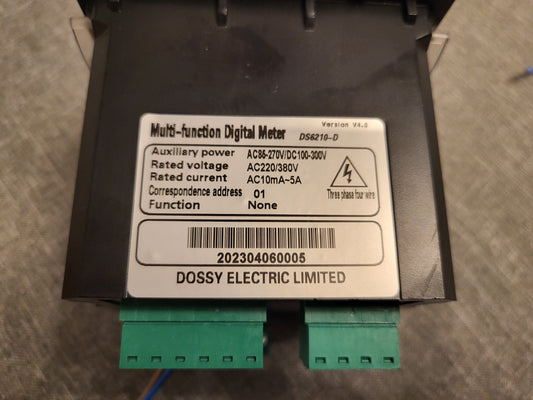 Version V4.0
Multi-function Digital Meter DS6210-D
Auxiliary power AC85-270V/DC100-300V
Rated voltage AC220/380V
Rated current AC10mA~5A
Correspondence address 01
Function None
Three phase four wire
202304060005
DOSSY ELECTRIC LIMITED